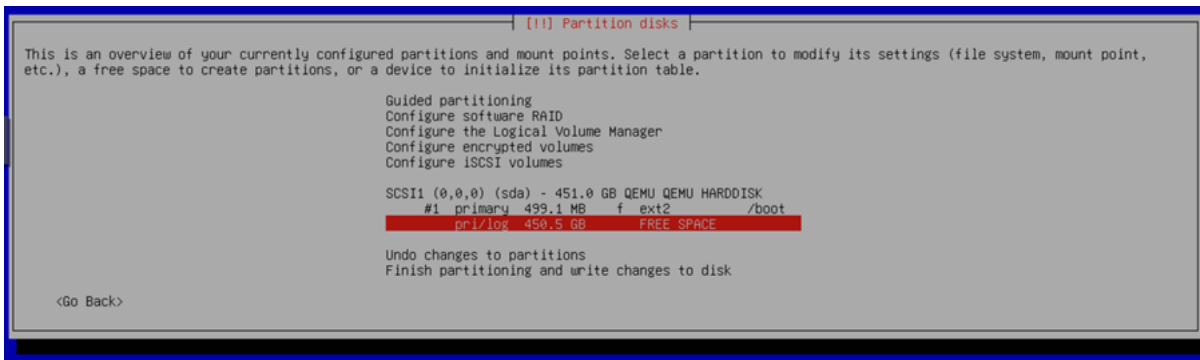 [!!] Partition disks
This is an overview of your currently configured partitions and mount points. Select a partition to modify its settings (file system, mount point,
etc.), a free space to create partitions, or a device to initialize its partition table.
Guided partitioning
Configure software RAID
Configure the Logical Volume Manager
Configure encrypted volumes
Configure iSCSI volumes
SCSI1 (0,0,0) (sda) - 451.0 GB QEMU QEMU HARDDISK
#1 primary 499.1 MB f ext2 /boot
pri/log 450.5 GB FREE SPACE
Undo changes to partitions
Finish partitioning and write changes to disk
<Go Back>